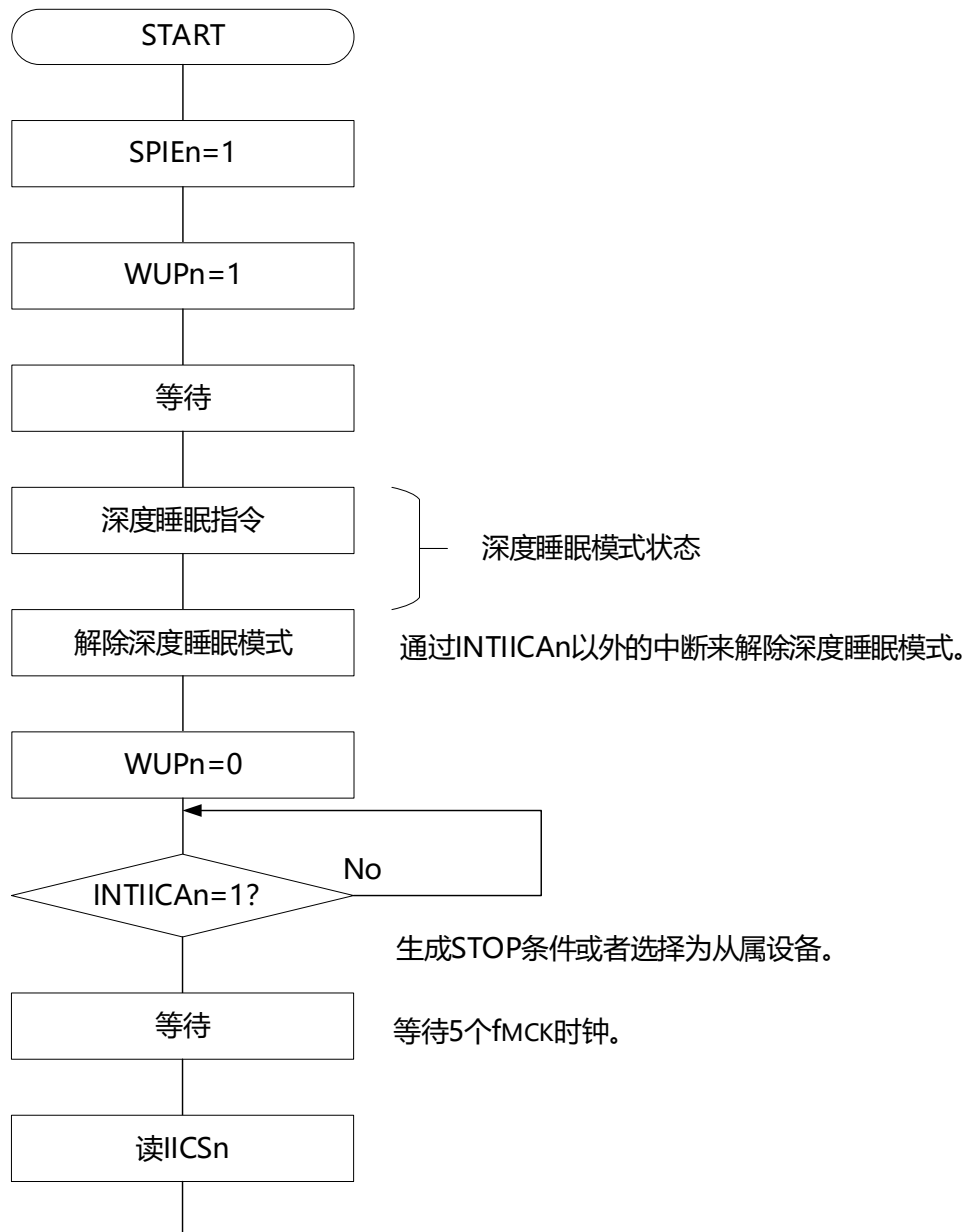 START
SPIEn=1
WUPn=1
等待
深度睡眠指令
深度睡眠模式状态
解除深度睡眠模式
通过INTIICAn以外的中断来解除深度睡眠模式。
WUPn=0
No
INTIICAn=1?
生成STOP条件或者选择为从属设备。
等待
等待5个fMCK时钟。
读IICSn